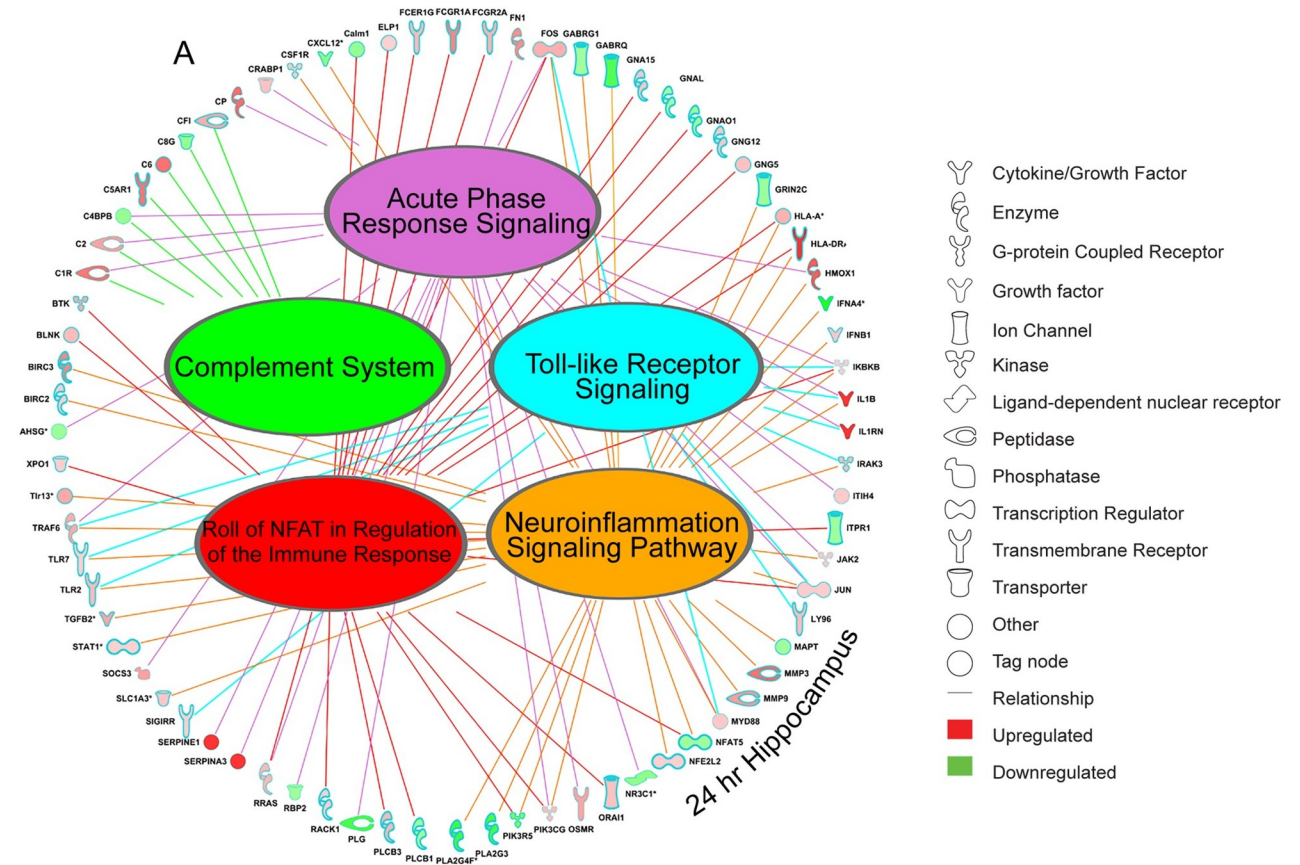 A
FCER1G
FCGR1A
FCGR2A
FN1
ELP1
Calm1
CXCL12*
CSF1R
CRABP1
CP
CFI
C8G
C6
C5AR1
C4BPB
C2
C1R
BTK
BLNK
BIRC3
BIRC2
AHSG*
XPO1
Tlr13*
TRAF6
TLR7
TLR2
TGFB2*
STAT1*
SOCS3
SLC1A3*
SIGIRR
SERPINE1
SERPINA3
RRAS
RBP2
RACK1
PLG
PLCB3
PLCB1
PLA2G4F*
PLA2G3
PIK3R5
PIK3CG
OSMR
ORAI1
NR3C1*
NFE2L2
NFAT5
MYD88
MMP9
MMP3
MAPT
LY96
JUN
JAK2
ITPR1
ITIH4
IRAK3
IL1RN
IL1B
IKBKB
IFNB1
IFNA4*
HMOX1
HLA-A*
GRIN2C
GNG5
GNG12
GNAO1
GNAL
GNA15
GABRQ
GABRG1
FOS
Acute Phase
Response Signaling
Complement System
Toll-like Receptor
Signaling
Roll of NFAT in Regulation
of the Immune Response
Neuroinflammation
Signaling Pathway
24 hr Hippocampus
Cytokine/Growth Factor
Enzyme
G-protein Coupled Receptor
Growth factor
Ion Channel
Kinase
Ligand-dependent nuclear receptor
Peptidase
Phosphatase
Transcription Regulator
Transmembrane Receptor
Transporter
Other
Tag node
Relationship
Upregulated
Downregulated